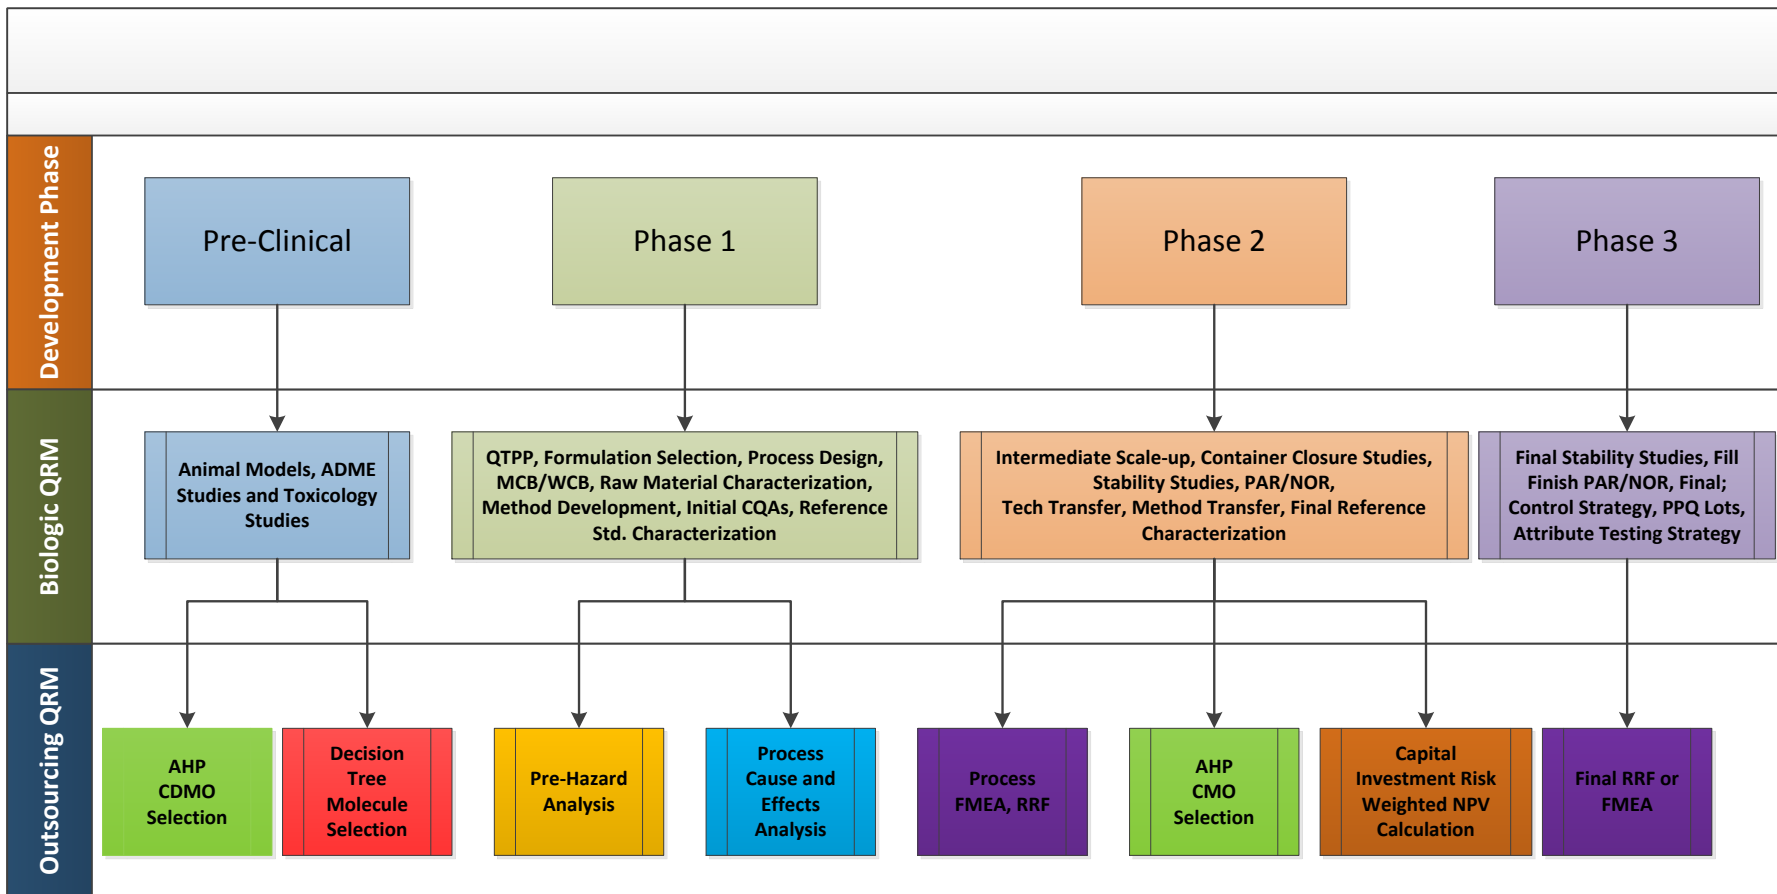 Development Phase
Pre-Clinical
Phase 1
Phase 2
Phase 3
Biologic QRM
Animal Models, ADME
Studies and Toxicology
Studies
QTPP, Formulation Selection, Process Design,
MCB/WCB, Raw Material Characterization,
Method Development, Initial CQAs, Reference
Std. Characterization
Intermediate Scale-up, Container Closure Studies,
Stability Studies, PAR/NOR,
Tech Transfer, Method Transfer, Final Reference
Characterization
Final Stability Studies, Fill
Finish PAR/NOR, Final;
Control Strategy, PPQ Lots,
Attribute Testing Strategy
Outsourcing QRM
AHP
CDMO
Selection
Decision
Tree
Molecule
Selection
Pre-Hazard
Analysis
Process
Cause and
Effects
Analysis
Process
FMEA, RRF
AHP
CMO
Selection
Capital
Investment Risk
Weighted NPV
Calculation
Final RRF or
FMEA